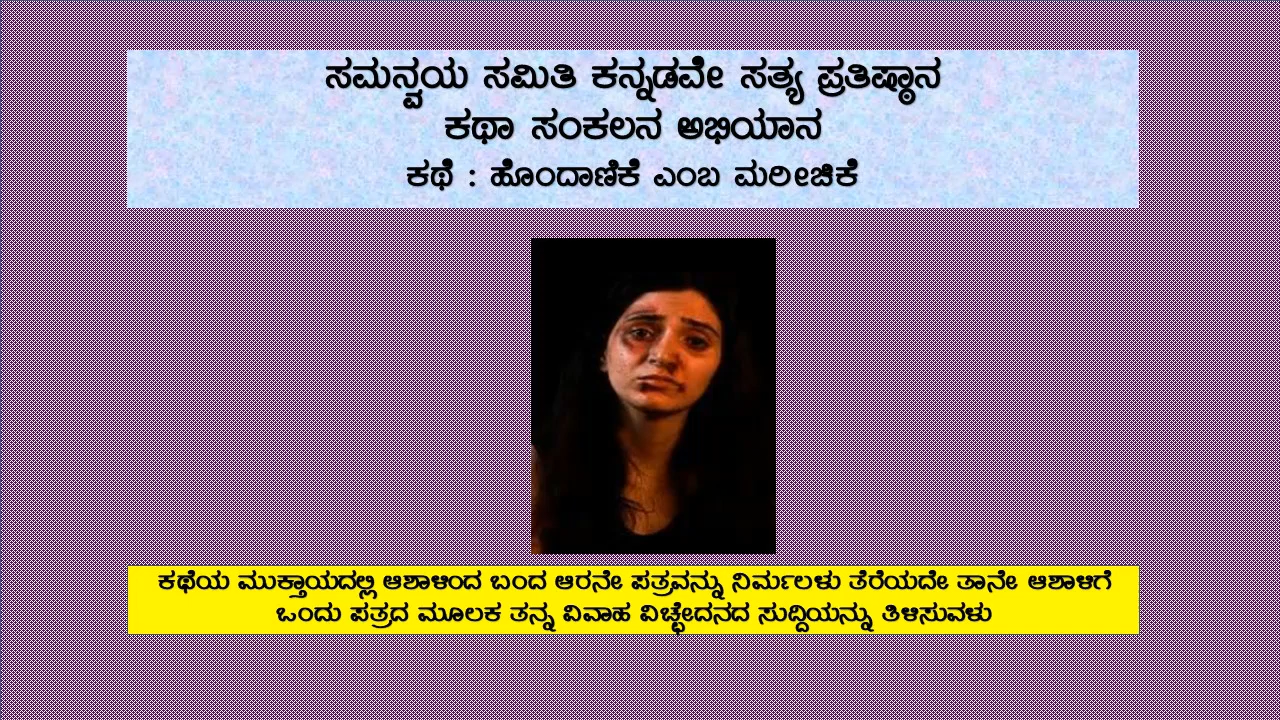 ಸಮನ್ವಯ ಸಮಿತಿ ಕನ್ನಡವೇ ಸತ್ಯ ಪ್ರತಿಷ್ಠಾನ
ಕಥಾ ಸಂಕಲನ ಅಭಿಯಾನ
ಕಥೆ : ಹೊಂದಾಣಿಕೆ ಎಂಬ ಮರೀಚಿಕೆ
ಕಥೆಯ ಮುಕ್ತಾಯದಲ್ಲಿ ಆಶಾಳಿಂದ ಬಂದ ಆರನೇ ಪತ್ರವನ್ನು ನಿರ್ಮಲಳು ತೆರೆಯದೇ ತಾನೇ ಆಶಾಳಿಗೆ
ಒಂದು ಪತ್ರದ ಮೂಲಕ ತನ್ನ ವಿವಾಹ ವಿಚ್ಛೇದನದ ಸುದ್ದಿಯನ್ನು ತಿಳಿಸುವಳು